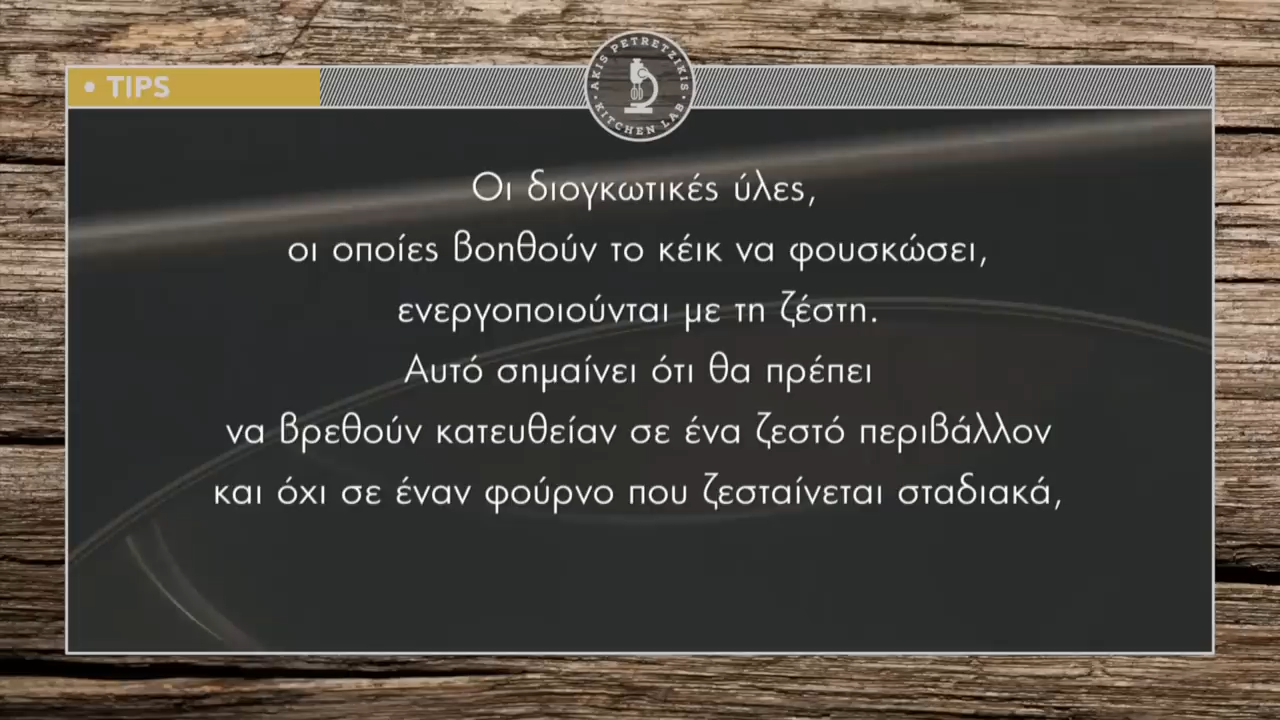 • TIPS
AKIS PETRETZIKIS
• KITCHEN LAB •
Οι διογκωτικές ύλες,
οι οποίες βοηθούν το κέικ να φουσκώσει,
ενεργοποιούνται με τη ζέστη.
Αυτό σημαίνει ότι θα πρέπει
να βρεθούν κατευθείαν σε ένα ζεστό περιβάλλον
και όχι σε έναν φούρνο που ζεσταίνεται σταδιακά,